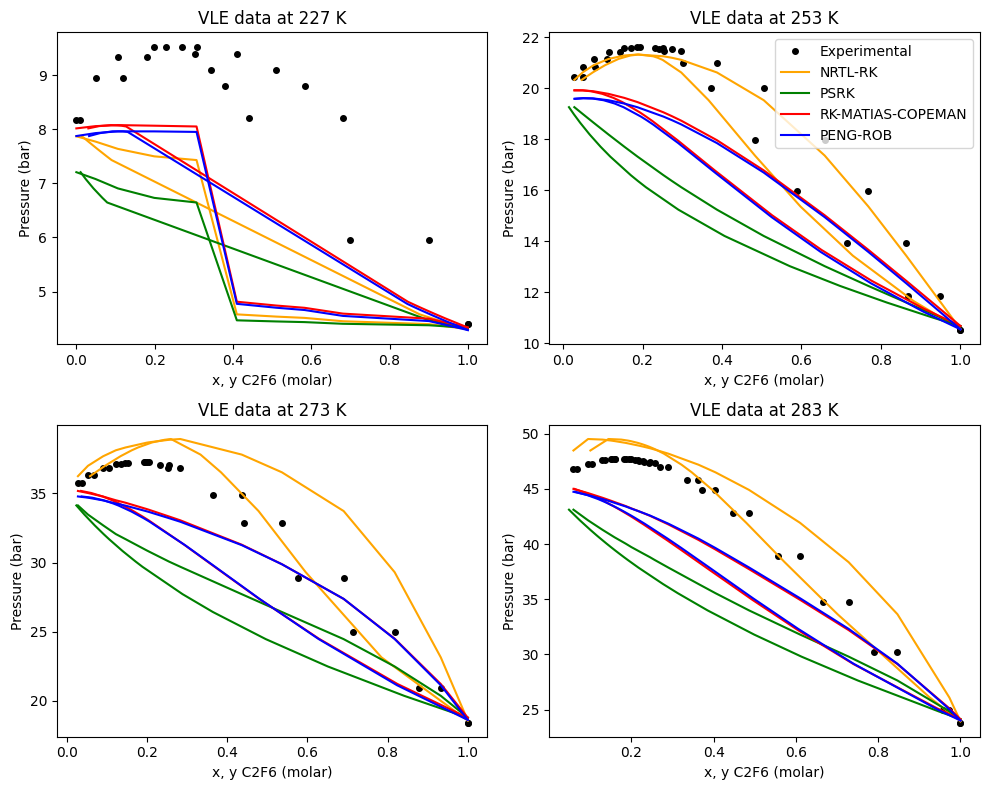 VLE data at 227 K
9
8
7
6
5
Pressure (bar)
0.0 0.2 0.4 0.6 0.8 1.0
x, y C2F6 (molar)
VLE data at 253 K
22
20
18
16
14
12
10
Pressure (bar)
0.0 0.2 0.4 0.6 0.8 1.0
x, y C2F6 (molar)
Experimental
NRTL-RK
PSRK
RK-MATIAS-COPEMAN
PENG-ROB
VLE data at 273 K
35
30
25
20
Pressure (bar)
0.0 0.2 0.4 0.6 0.8 1.0
x, y C2F6 (molar)
VLE data at 283 K
50
45
40
35
30
25
Pressure (bar)
0.2 0.4 0.6 0.8 1.0
x, y C2F6 (molar)